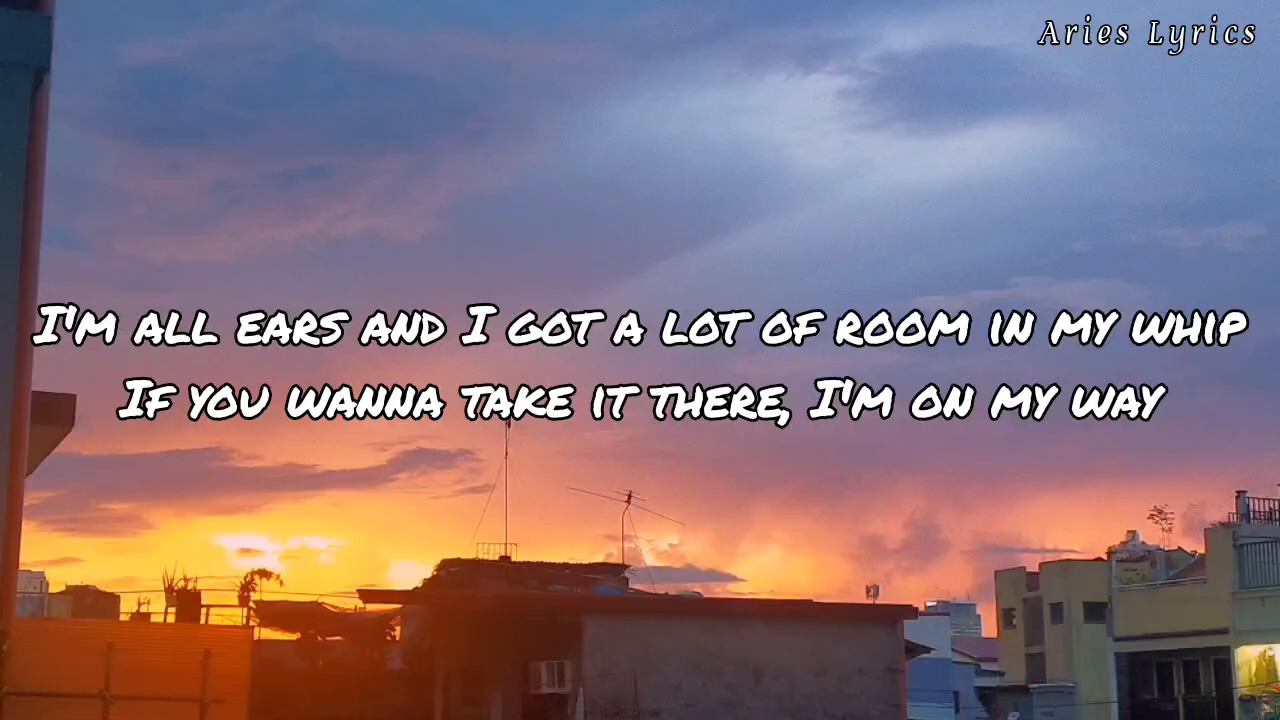 Aries Lyrics
I'm all ears and I got a lot of room in my whip
If you wanna take it there, I'm on my way